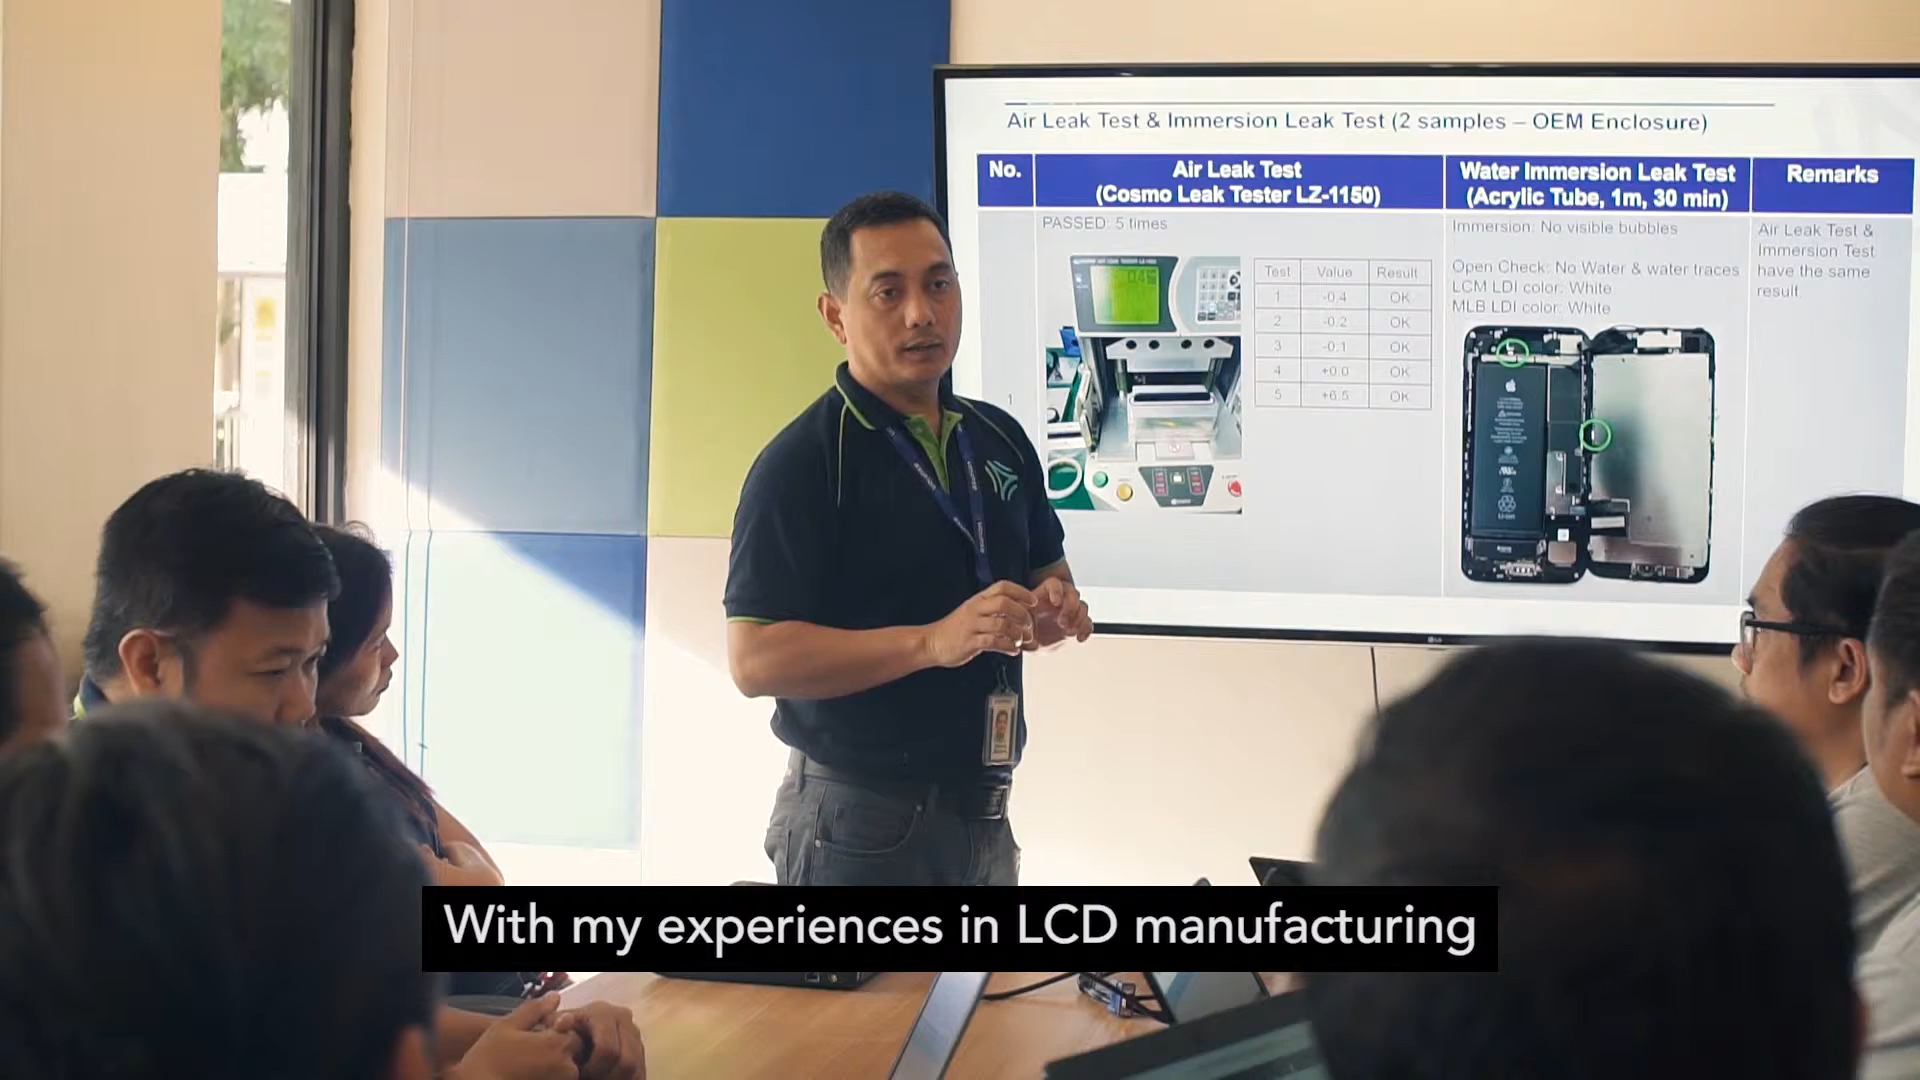 Air Leak Test & Immersion Leak Test (2 samples – OEM Enclosure)
No.
Air Leak Test
(Cosmo Leak Tester LZ-1150)
Water Immersion Leak Test
(Acrylic Tube, 1m, 30 min)
Remarks
1
PASSED: 5 times
Test Value Result
1 -0.4 OK
2 -0.2 OK
3 -0.1 OK
4 +0.0 OK
5 +6.5 OK
Immersion: No visible bubbles
Open Check: No Water & water traces
LCM LDI color: White
MLB LDI color: White
Air Leak Test &
Immersion Test
have the same
result.
LG
With my experiences in LCD manufacturing